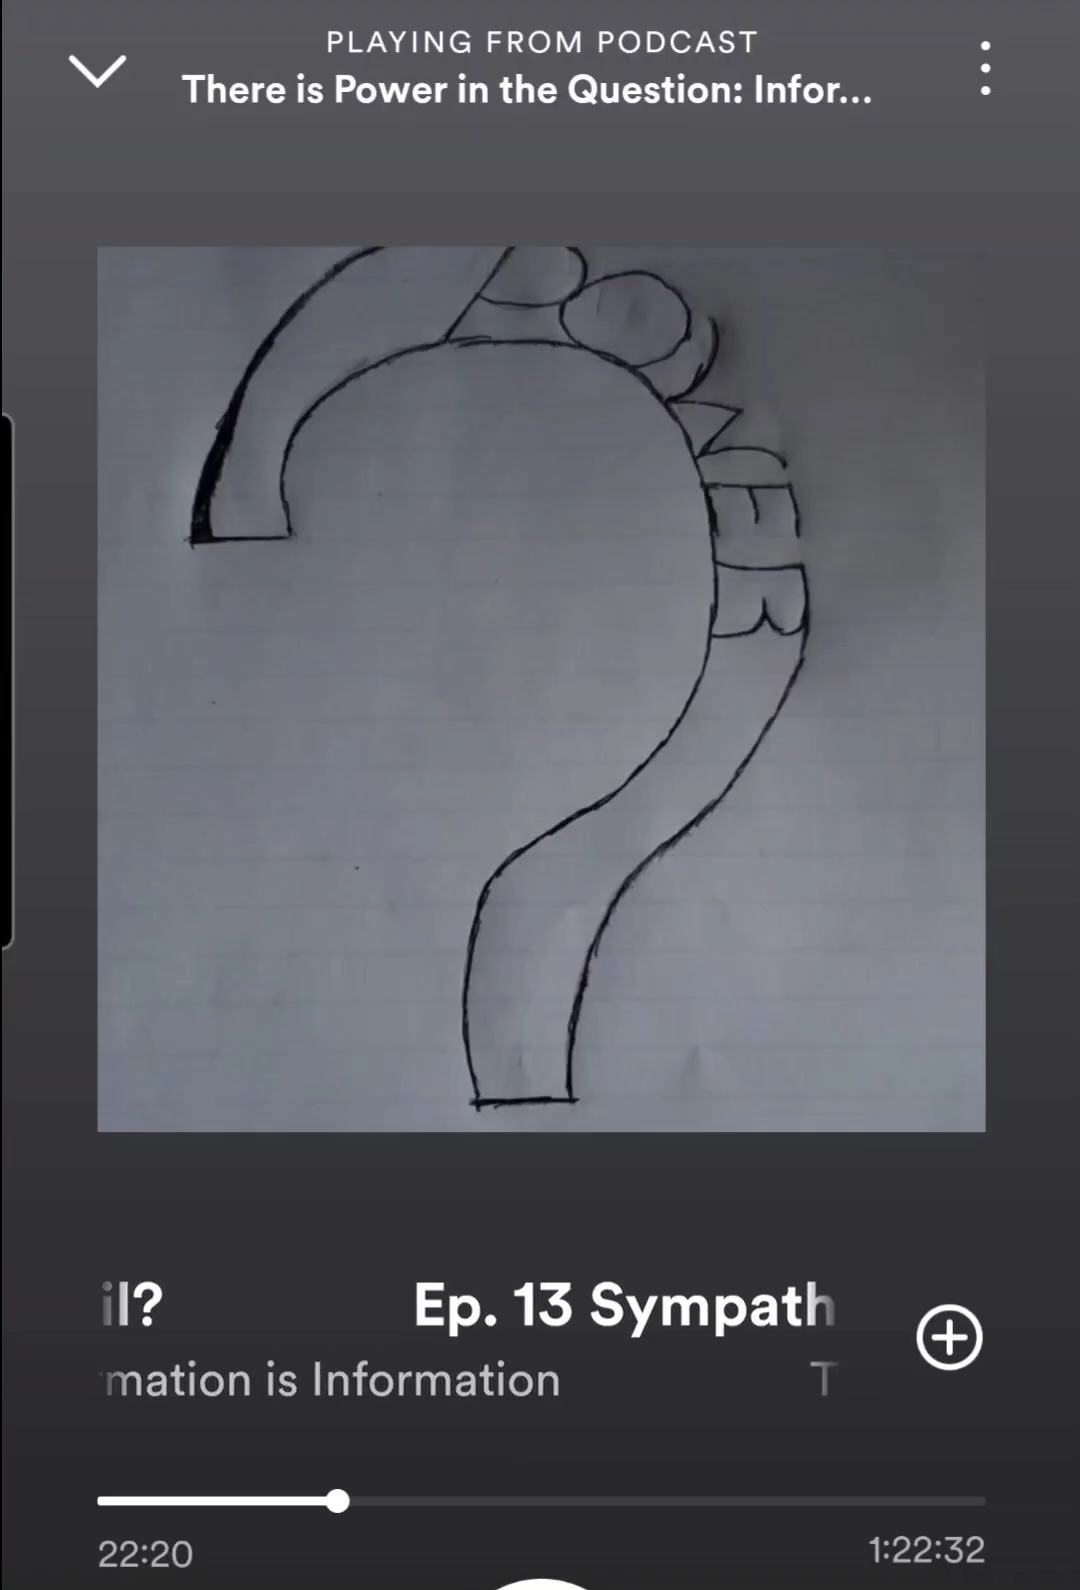 PLAYING FROM PODCAST
There is Power in the Question: Infor...
POWER
il?
Ep. 13 Sympath
mation is Information
T
22:20
1:22:32